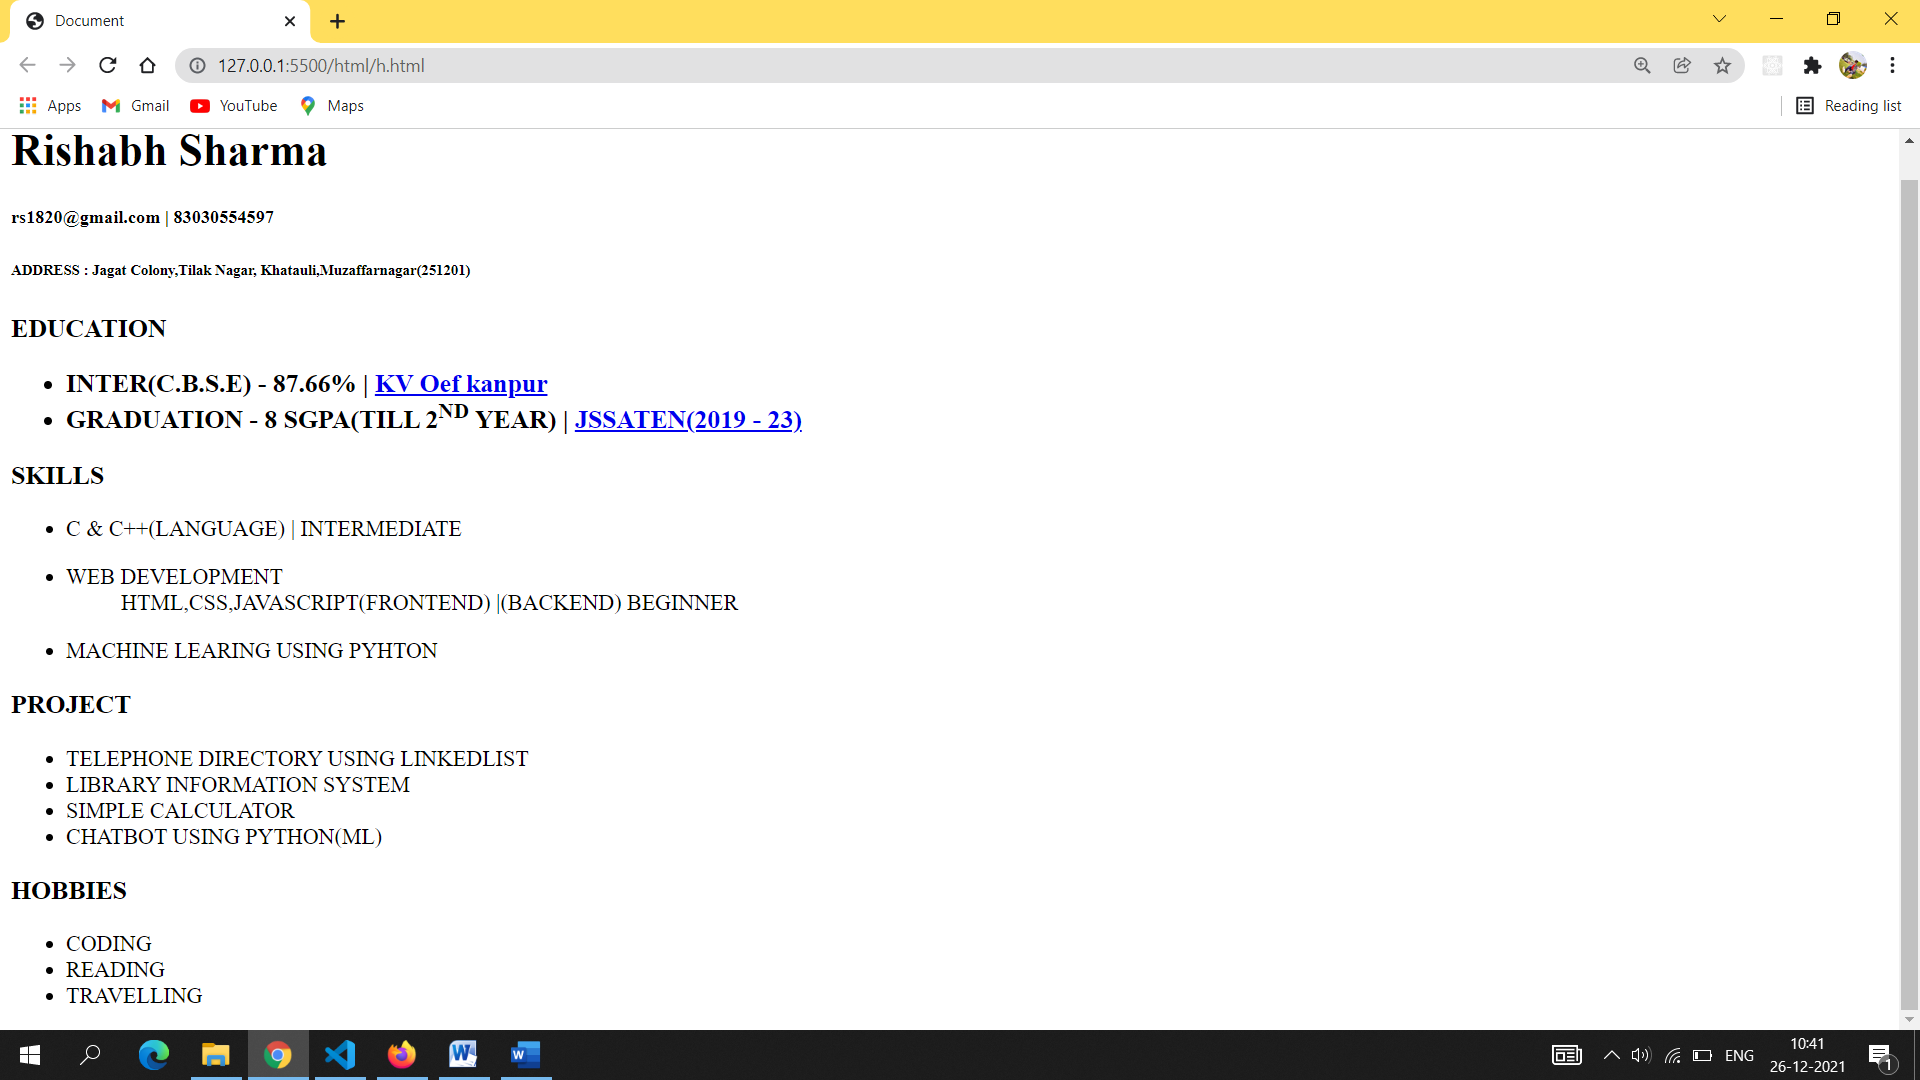 Document
127.0.0.1:5500/html/h.html
Apps Gmail YouTube Maps Reading list
Rishabh Sharma
rs1820@gmail.com | 83030554597
ADDRESS : Jagat Colony,Tilak Nagar, Khatauli,Muzaffarnagar(251201)
EDUCATION
• INTER(C.B.S.E) - 87.66% | KV Oef kanpur
• GRADUATION - 8 SGPA(TILL 2ND YEAR) | JSSATEN(2019 - 23)
SKILLS
• C & C++(LANGUAGE) | INTERMEDIATE
• WEB DEVELOPMENT
HTML,CSS,JAVASCRIPT(FRONTEND) |(BACKEND) BEGINNER
• MACHINE LEARING USING PYHTON
PROJECT
• TELEPHONE DIRECTORY USING LINKEDLIST
• LIBRARY INFORMATION SYSTEM
• SIMPLE CALCULATOR
• CHATBOT USING PYTHON(ML)
HOBBIES
• CODING
• READING
• TRAVELLING
ENG
10:41
26-12-2021
1